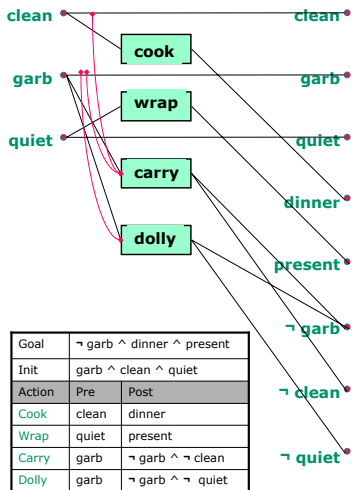 clean clean
cook
garb garb
wrap
quiet quiet
carry
dinner
dolly
present
¬ garb
¬ clean
¬ quiet
Goal ¬ garb ^ dinner ^ present
Init garb ^ clean ^ quiet
Action Pre Post
Cook clean dinner
Wrap quiet present
Carry garb ¬ garb ^ ¬ clean
Dolly garb ¬ garb ^ ¬ quiet